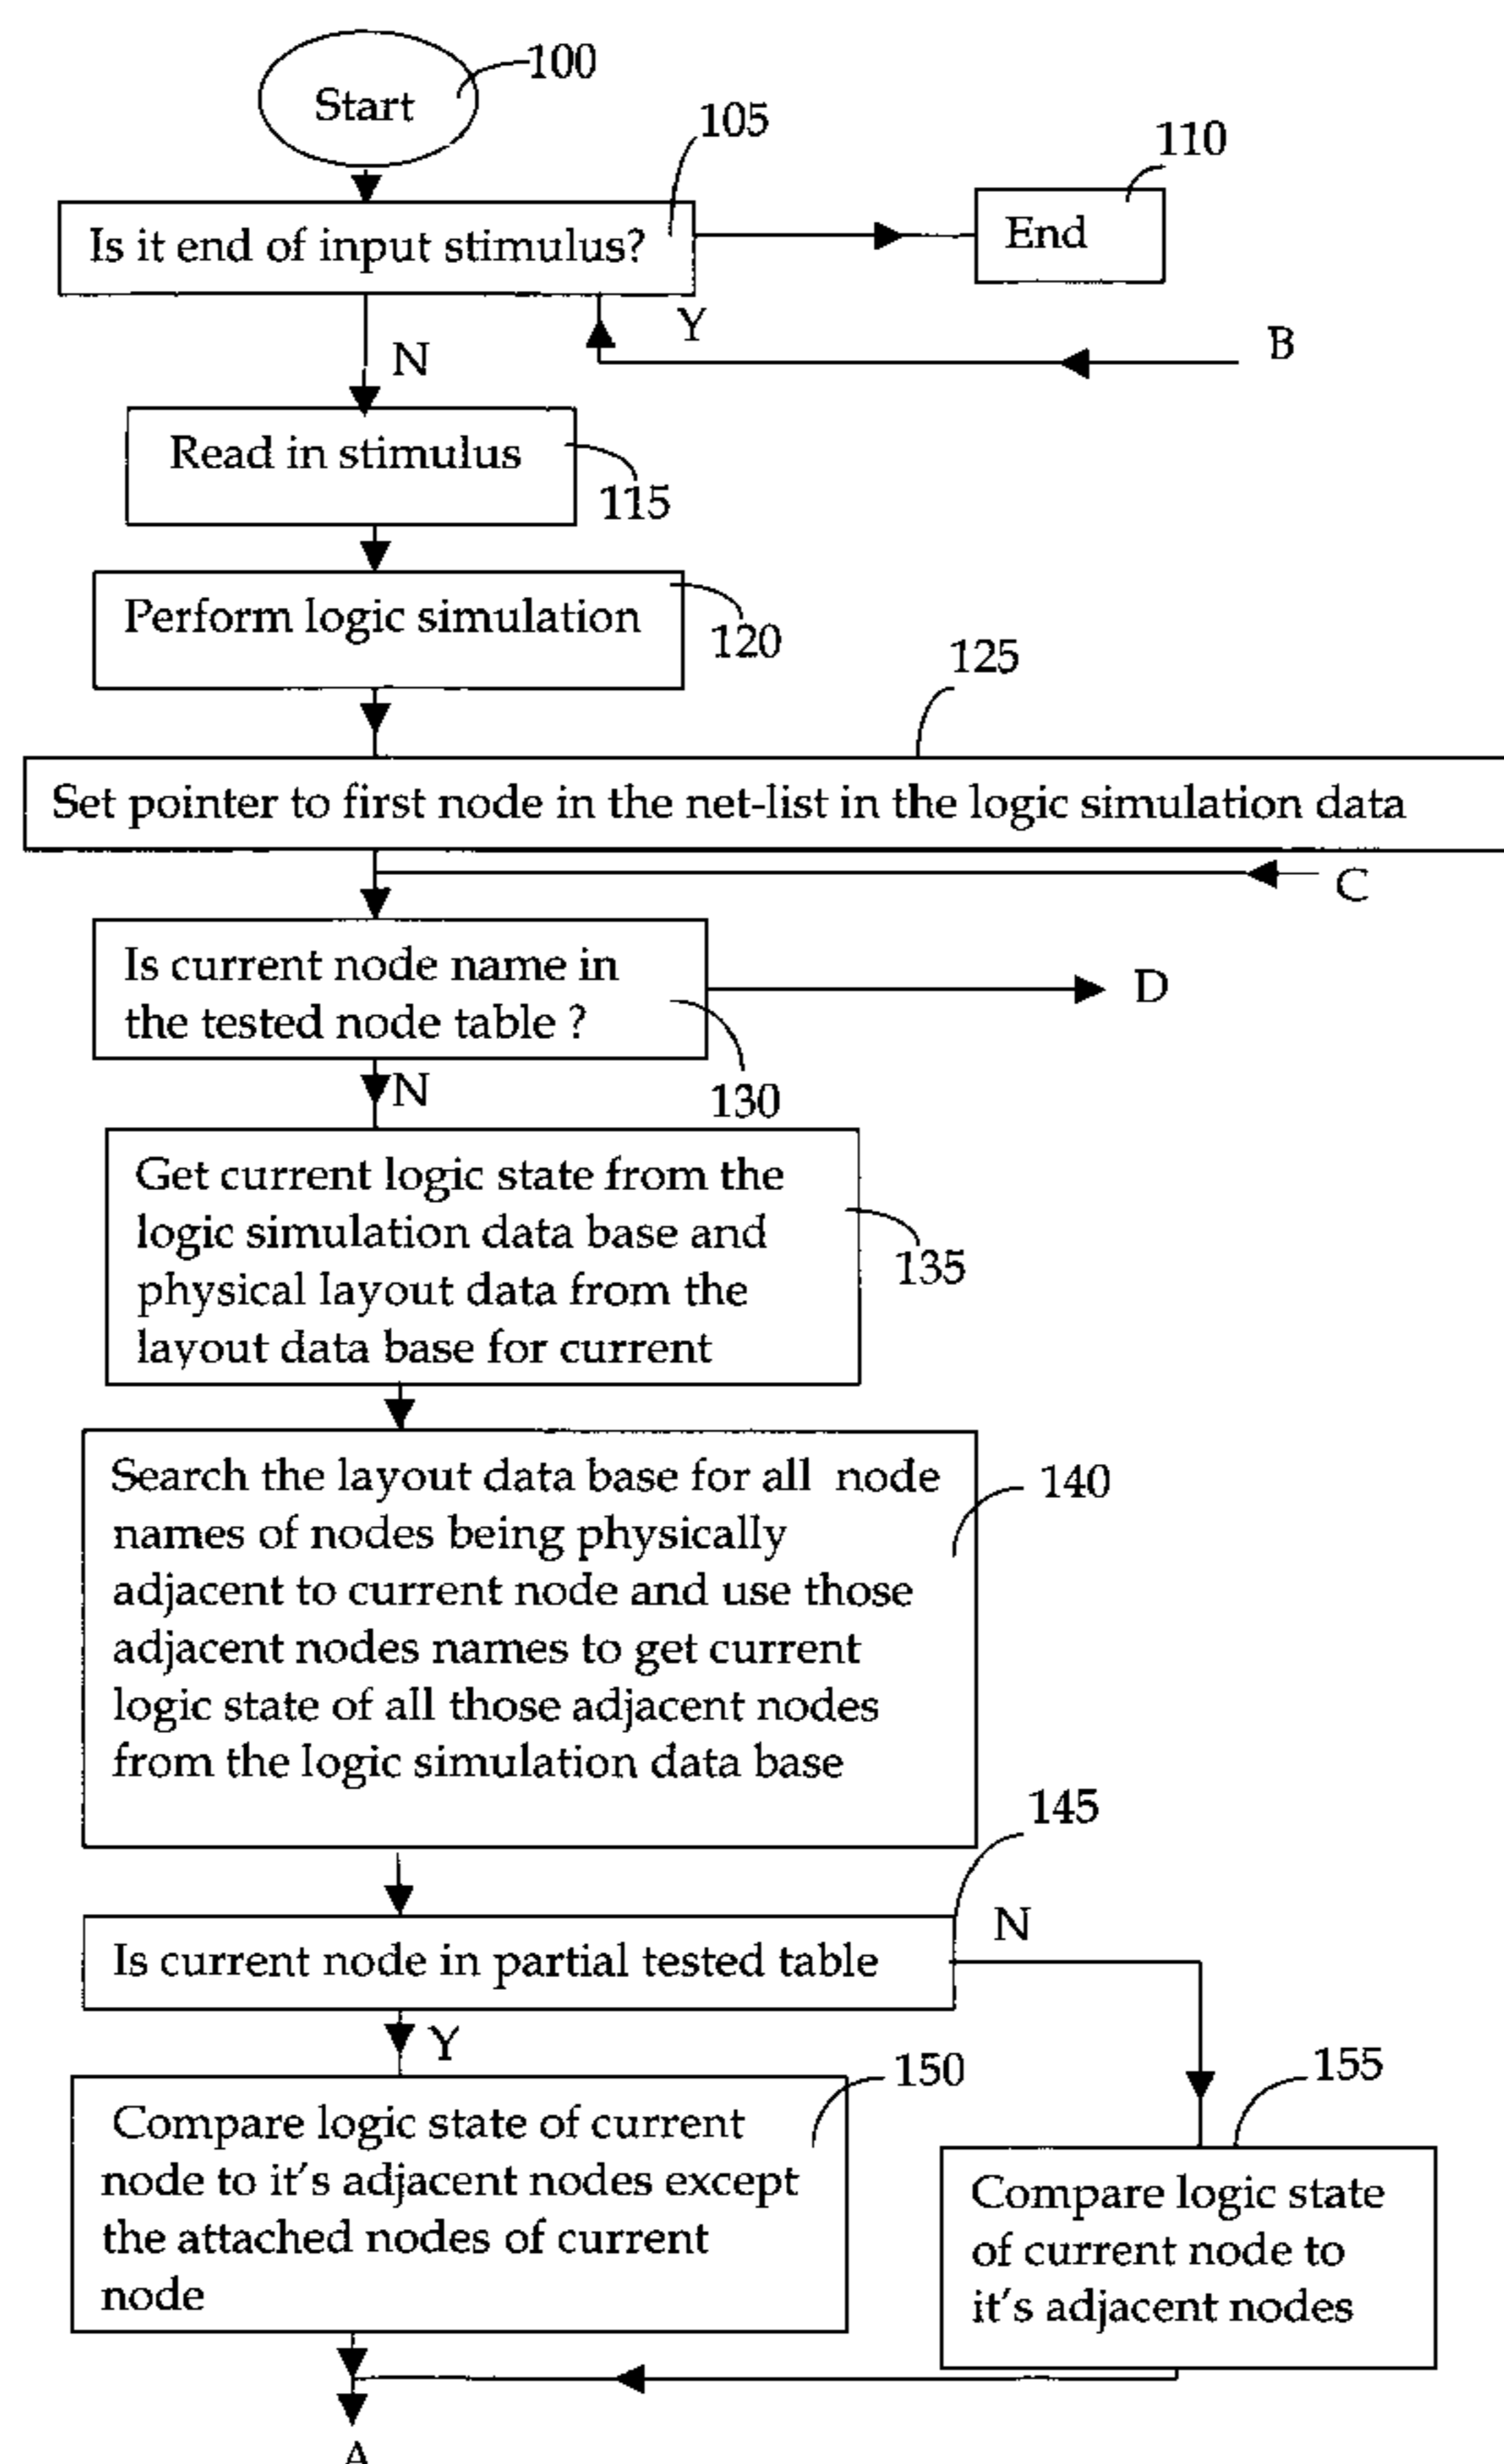 Start
100
105
110
Is it end of input stimulus?
End
Y
B
N
Read in stimulus
115
Perform logic simulation
120
125
Set pointer to first node in the net-list in the logic simulation data
C
Is current node name in
the tested node table ?
D
N
130
Get current logic state from the
logic simulation data base and
physical layout data from the
layout data base for current
135
Search the layout data base for all node
names of nodes being physically
adjacent to current node and use those
adjacent nodes names to get current
logic state of all those adjacent nodes
from the logic simulation data base
140
145
N
Is current node in partial tested table
Y
150
155
Compare logic state of current
node to it's adjacent nodes except
the attached nodes of current
node
Compare logic state
of current node to
it's adjacent nodes
A